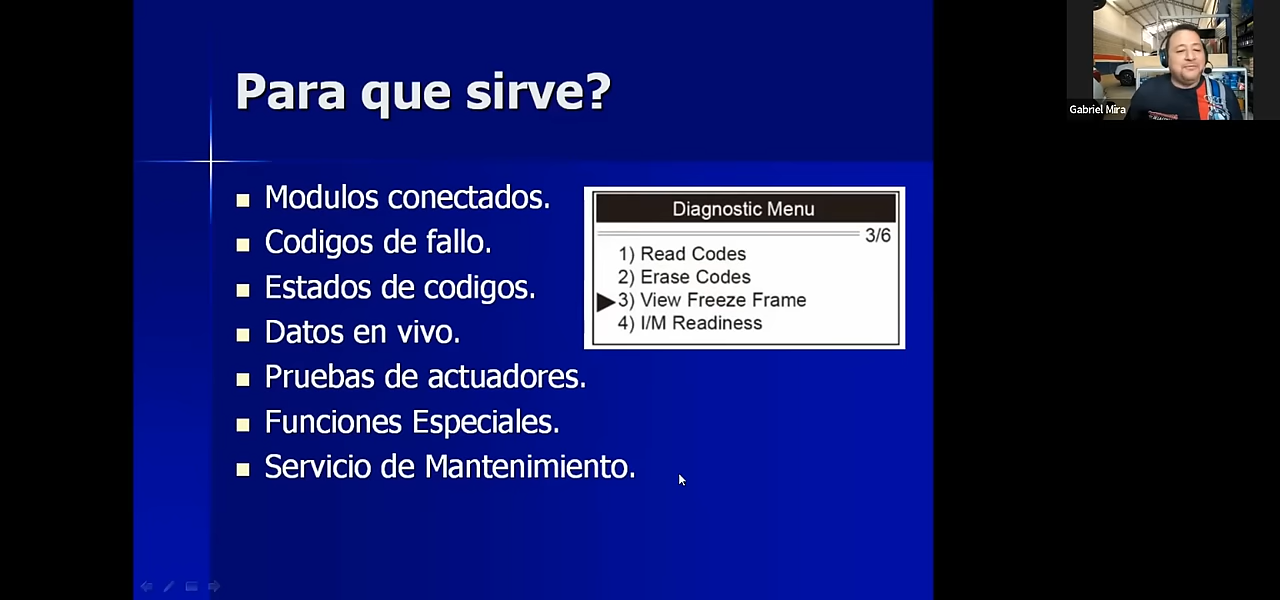 Para que sirve?
Modulos conectados.
Codigos de fallo.
Estados de codigos.
Datos en vivo.
Pruebas de actuadores.
Funciones Especiales.
Servicio de Mantenimiento.
Diagnostic Menu
3/6
1) Read Codes
2) Erase Codes
3) View Freeze Frame
4) I/M Readiness
Gabriel Mira